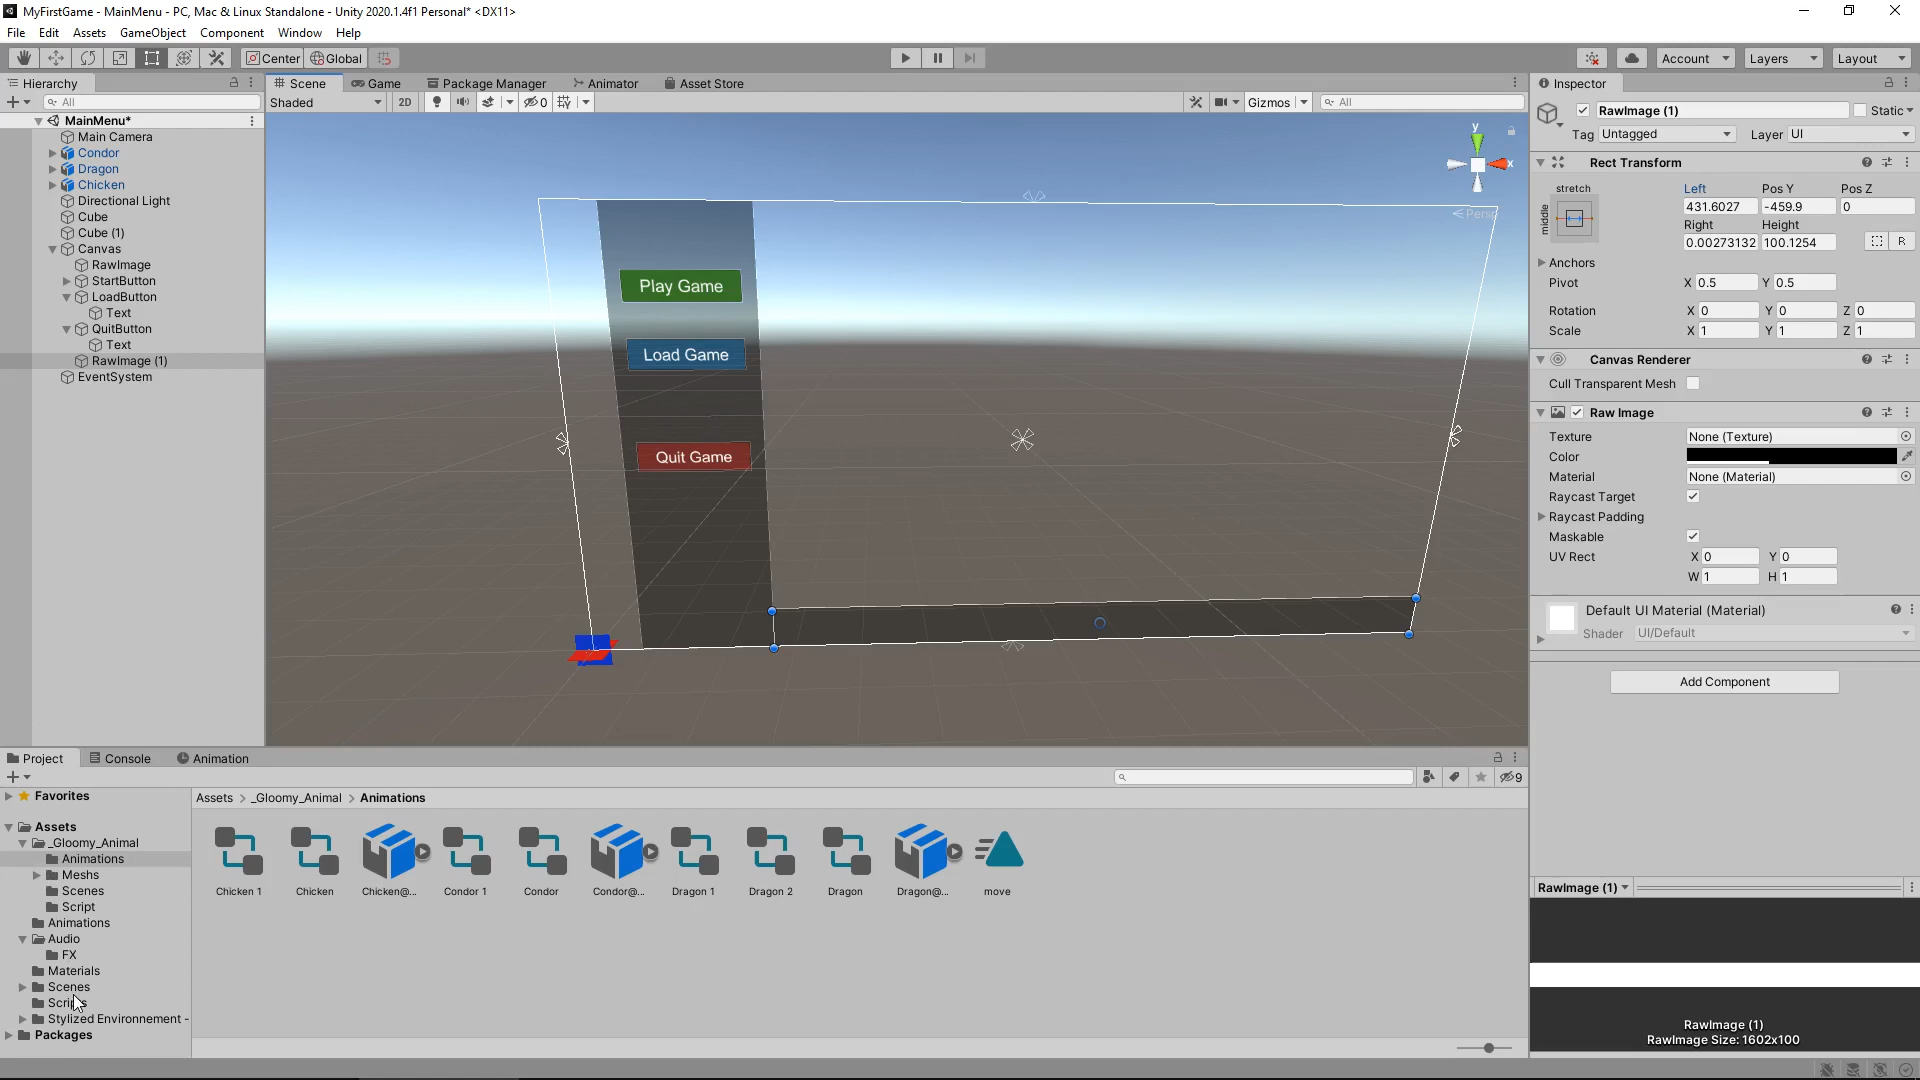 MyFirstGame - MainMenu - PC, Mac & Linux Standalone - Unity 2020.1.4f1 Personal* <DX11>
File Edit Assets GameObject Component Window Help
Center Global Account Layers Layout
Hierarchy
All
MainMenu*
Main Camera
Condor
Dragon
Chicken
Directional Light
Cube
Cube (1)
Canvas
RawImage
StartButton
LoadButton
Text
QuitButton
Text
RawImage (1)
EventSystem
Scene Game Package Manager Animator Asset Store
Shaded 2D 0 Gizmos All
y
x
< Persp
Play Game
Load Game
Quit Game
Inspector
RawImage (1) Static
Tag Untagged Layer UI
Rect Transform
stretch Left Pos Y Pos Z
middle 431.6027 -459.9 0
Right Height
0.00273132 100.1254 R
Anchors
Pivot X 0.5 Y 0.5
Rotation X 0 Y 0 Z 0
Scale X 1 Y 1 Z 1
Canvas Renderer
Cull Transparent Mesh
Raw Image
Texture None (Texture)
Color
Material None (Material)
Raycast Target
Raycast Padding
Maskable
UV Rect X 0 Y 0
W 1 H 1
Default UI Material (Material)
Shader UI/Default
Add Component
RawImage (1)
RawImage (1)
RawImage Size: 1602x100
Project Console Animation
9
Favorites
Assets
_Gloomy_Animal
Animations
Meshs
Scenes
Script
Animations
Audio
FX
Materials
Scenes
Scripts
Stylized Environnement -
Packages
Assets > _Gloomy_Animal > Animations
Chicken 1 Chicken Chicken@... Condor 1 Condor Condor@... Dragon 1 Dragon 2 Dragon Dragon@... move